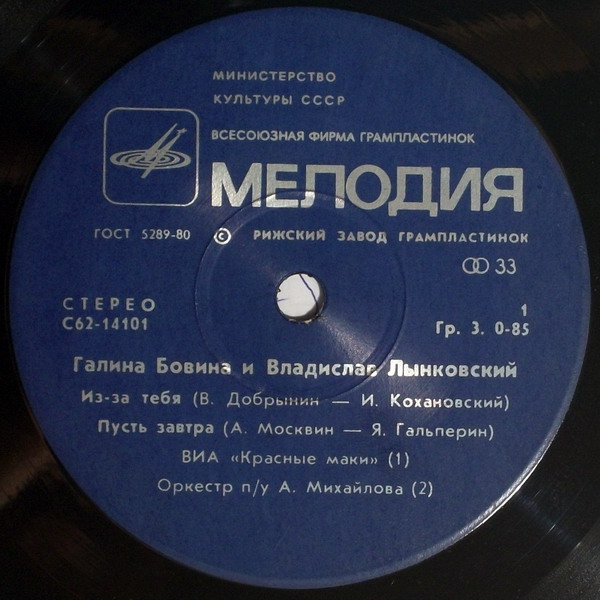 МИНИСТЕРСТВО
КУЛЬТУРЫ СССР
ВСЕСОЮЗНАЯ ФИРМА ГРАМПЛАСТИНОК
МЕЛОДИЯ
ГОСТ 5289-80 © РИЖСКИЙ ЗАВОД ГРАМПЛАСТИНОК
33
СТЕРЕО
С62-14101
1
Гр. 3. 0-85
Галина Бовина и Владислав Лынковский
Из-за тебя (В. Добрынин — И. Кохановский)
Пусть завтра (А. Москвин — Я. Гальперин)
ВИА «Красные маки» (1)
Оркестр п/у А. Михайлова (2)